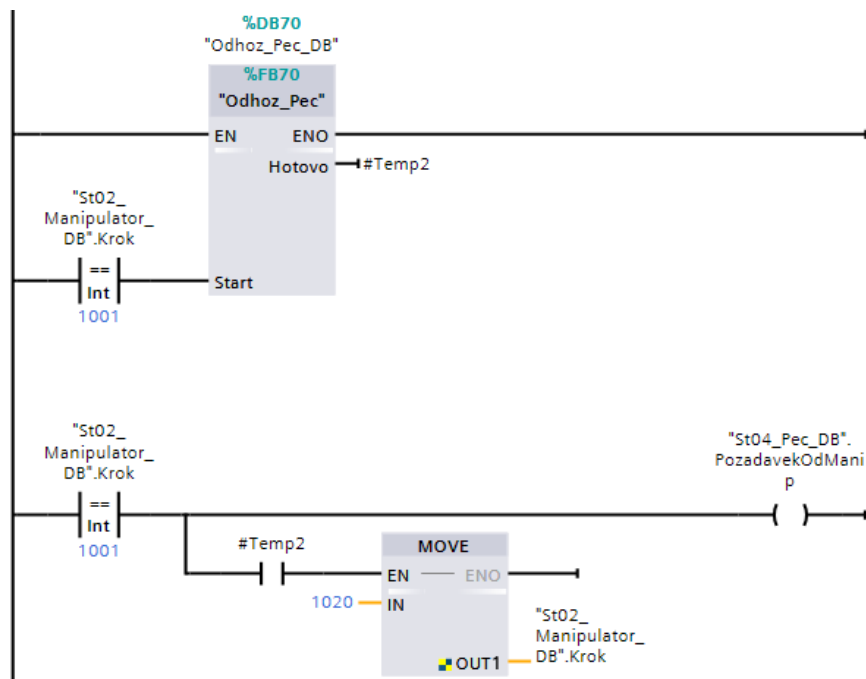 %DB70
"Odhoz_Pec_DB"
%FB70
"Odhoz_Pec"
EN ENO
Hotovo #Temp2
"St02_
Manipulator_
DB".Krok
==
Int
1001
Start
"St02_
Manipulator_
DB".Krok
==
Int
1001
"St04_Pec_DB".
PozadavekOdMani
p
#Temp2
MOVE
EN ENO
1020 IN
OUT1
"St02_
Manipulator_
DB".Krok